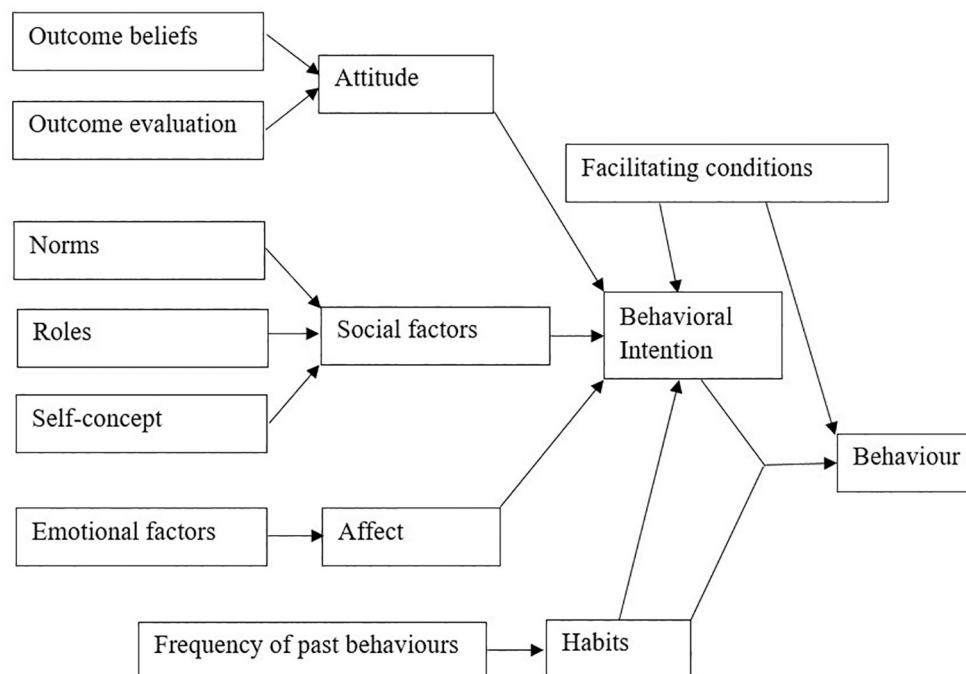 Outcome beliefs
Attitude
Outcome evaluation
Facilitating conditions
Norms
Roles
Social factors
Behavioral
Intention
Self-concept
Behaviour
Emotional factors
Affect
Frequency of past behaviours
Habits